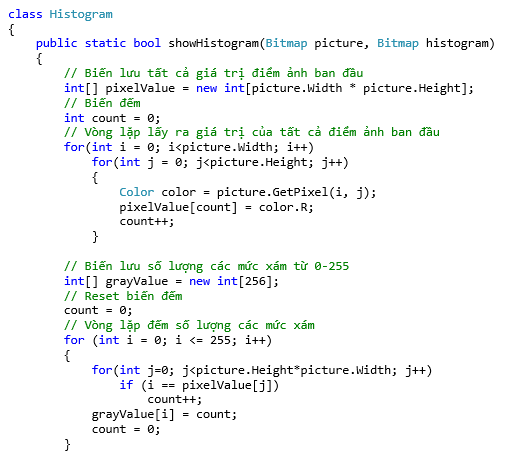 class Histogram
{
    public static bool showHistogram(Bitmap picture, Bitmap histogram)
    {
        // Biến lưu tất cả giá trị điểm ảnh ban đầu
        int[] pixelValue = new int[picture.Width * picture.Height];
        // Biến đếm
        int count = 0;
        // Vòng lặp lấy ra giá trị của tất cả điểm ảnh ban đầu
        for(int i = 0; i<picture.Width; i++)
            for(int j = 0; j<picture.Height; j++)
            {
                Color color = picture.GetPixel(i, j);
                pixelValue[count] = color.R;
                count++;
            }

        // Biến lưu số lượng các mức xám từ 0-255
        int[] grayValue = new int[256];
        // Reset biến đếm
        count = 0;
        // Vòng lặp đếm số lượng các mức xám
        for (int i = 0; i <= 255; i++)
        {
            for(int j=0; j<picture.Height*picture.Width; j++)
                if (i == pixelValue[j])
                    count++;
            grayValue[i] = count;
            count = 0;
        }